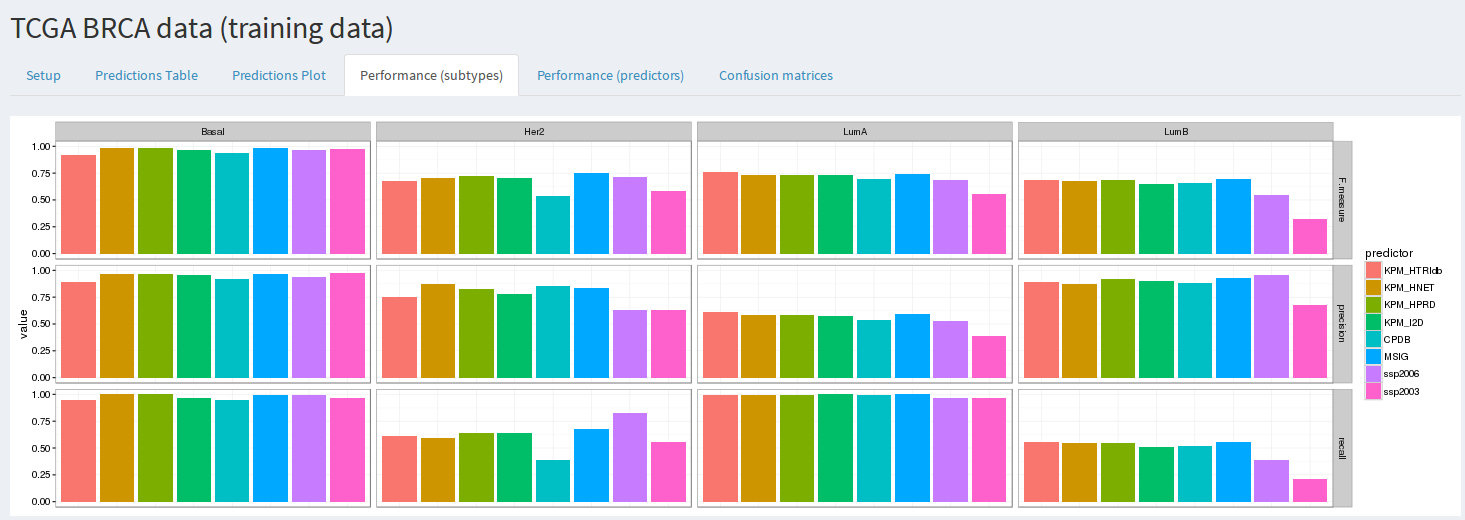 TCGA BRCA data (training data)
Setup Predictions Table Predictions Plot Performance (subtypes) Performance (predictors) Confusion matrices
Basal Her2 LumA LumB
1.00
0.75
0.50
0.25
0.00
F.measure
1.00
0.75
0.50
0.25
0.00
precision
1.00
0.75
0.50
0.25
0.00
recall
value
predictor
KPM_HTRIdb
KPM_HNET
KPM_HPRD
KPM_I2D
CPDB
MSIG
ssp2006
ssp2003